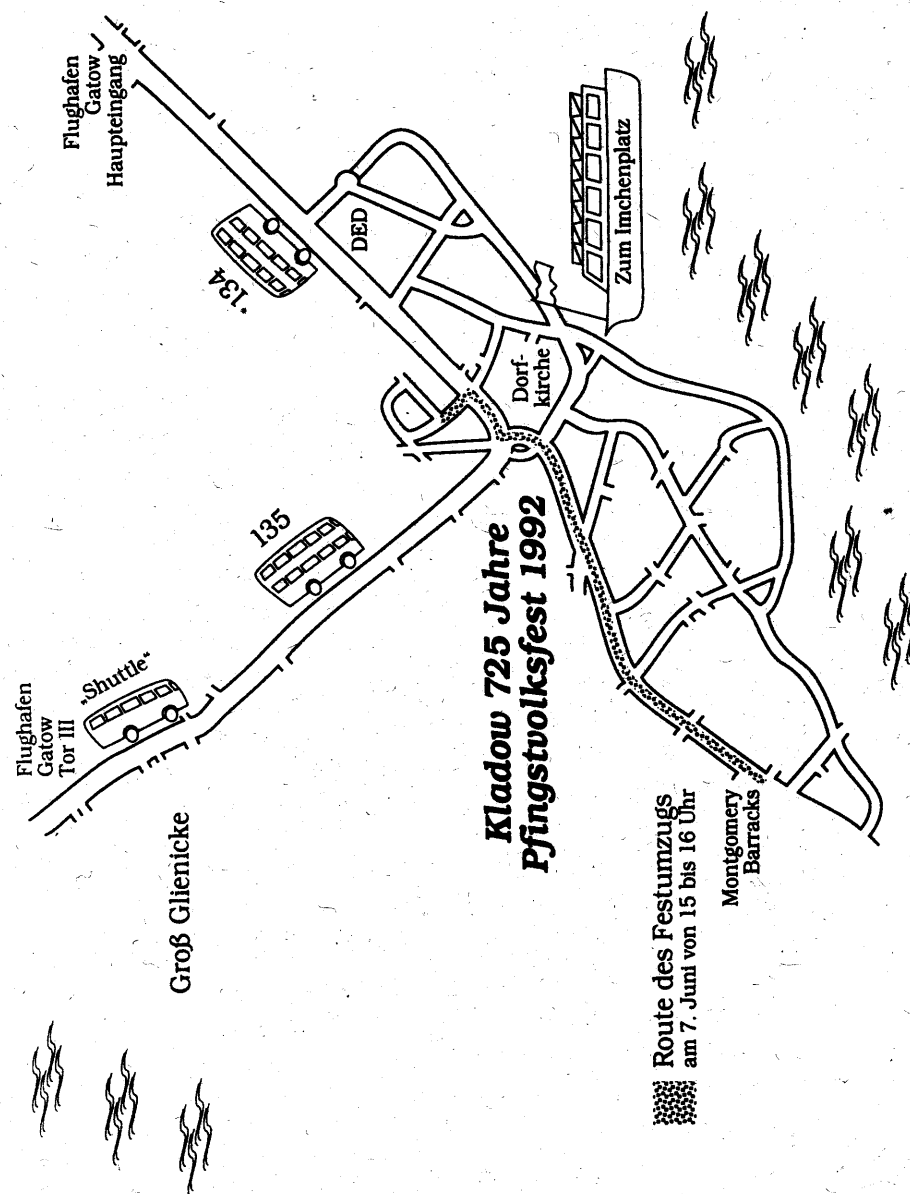 Flughafen
Gatow
Tor III
„Shuttle“
Groß Glienicke
135
*134
Flughafen
Gatow
Haupteingang
DED
Dorf-
kirche
Zum Imchenplatz
Kladow 725 Jahre
Pfingstvolksfest 1992
Route des Festumzugs
am 7. Juni von 15 bis 16 Uhr
Montgomery
Barracks